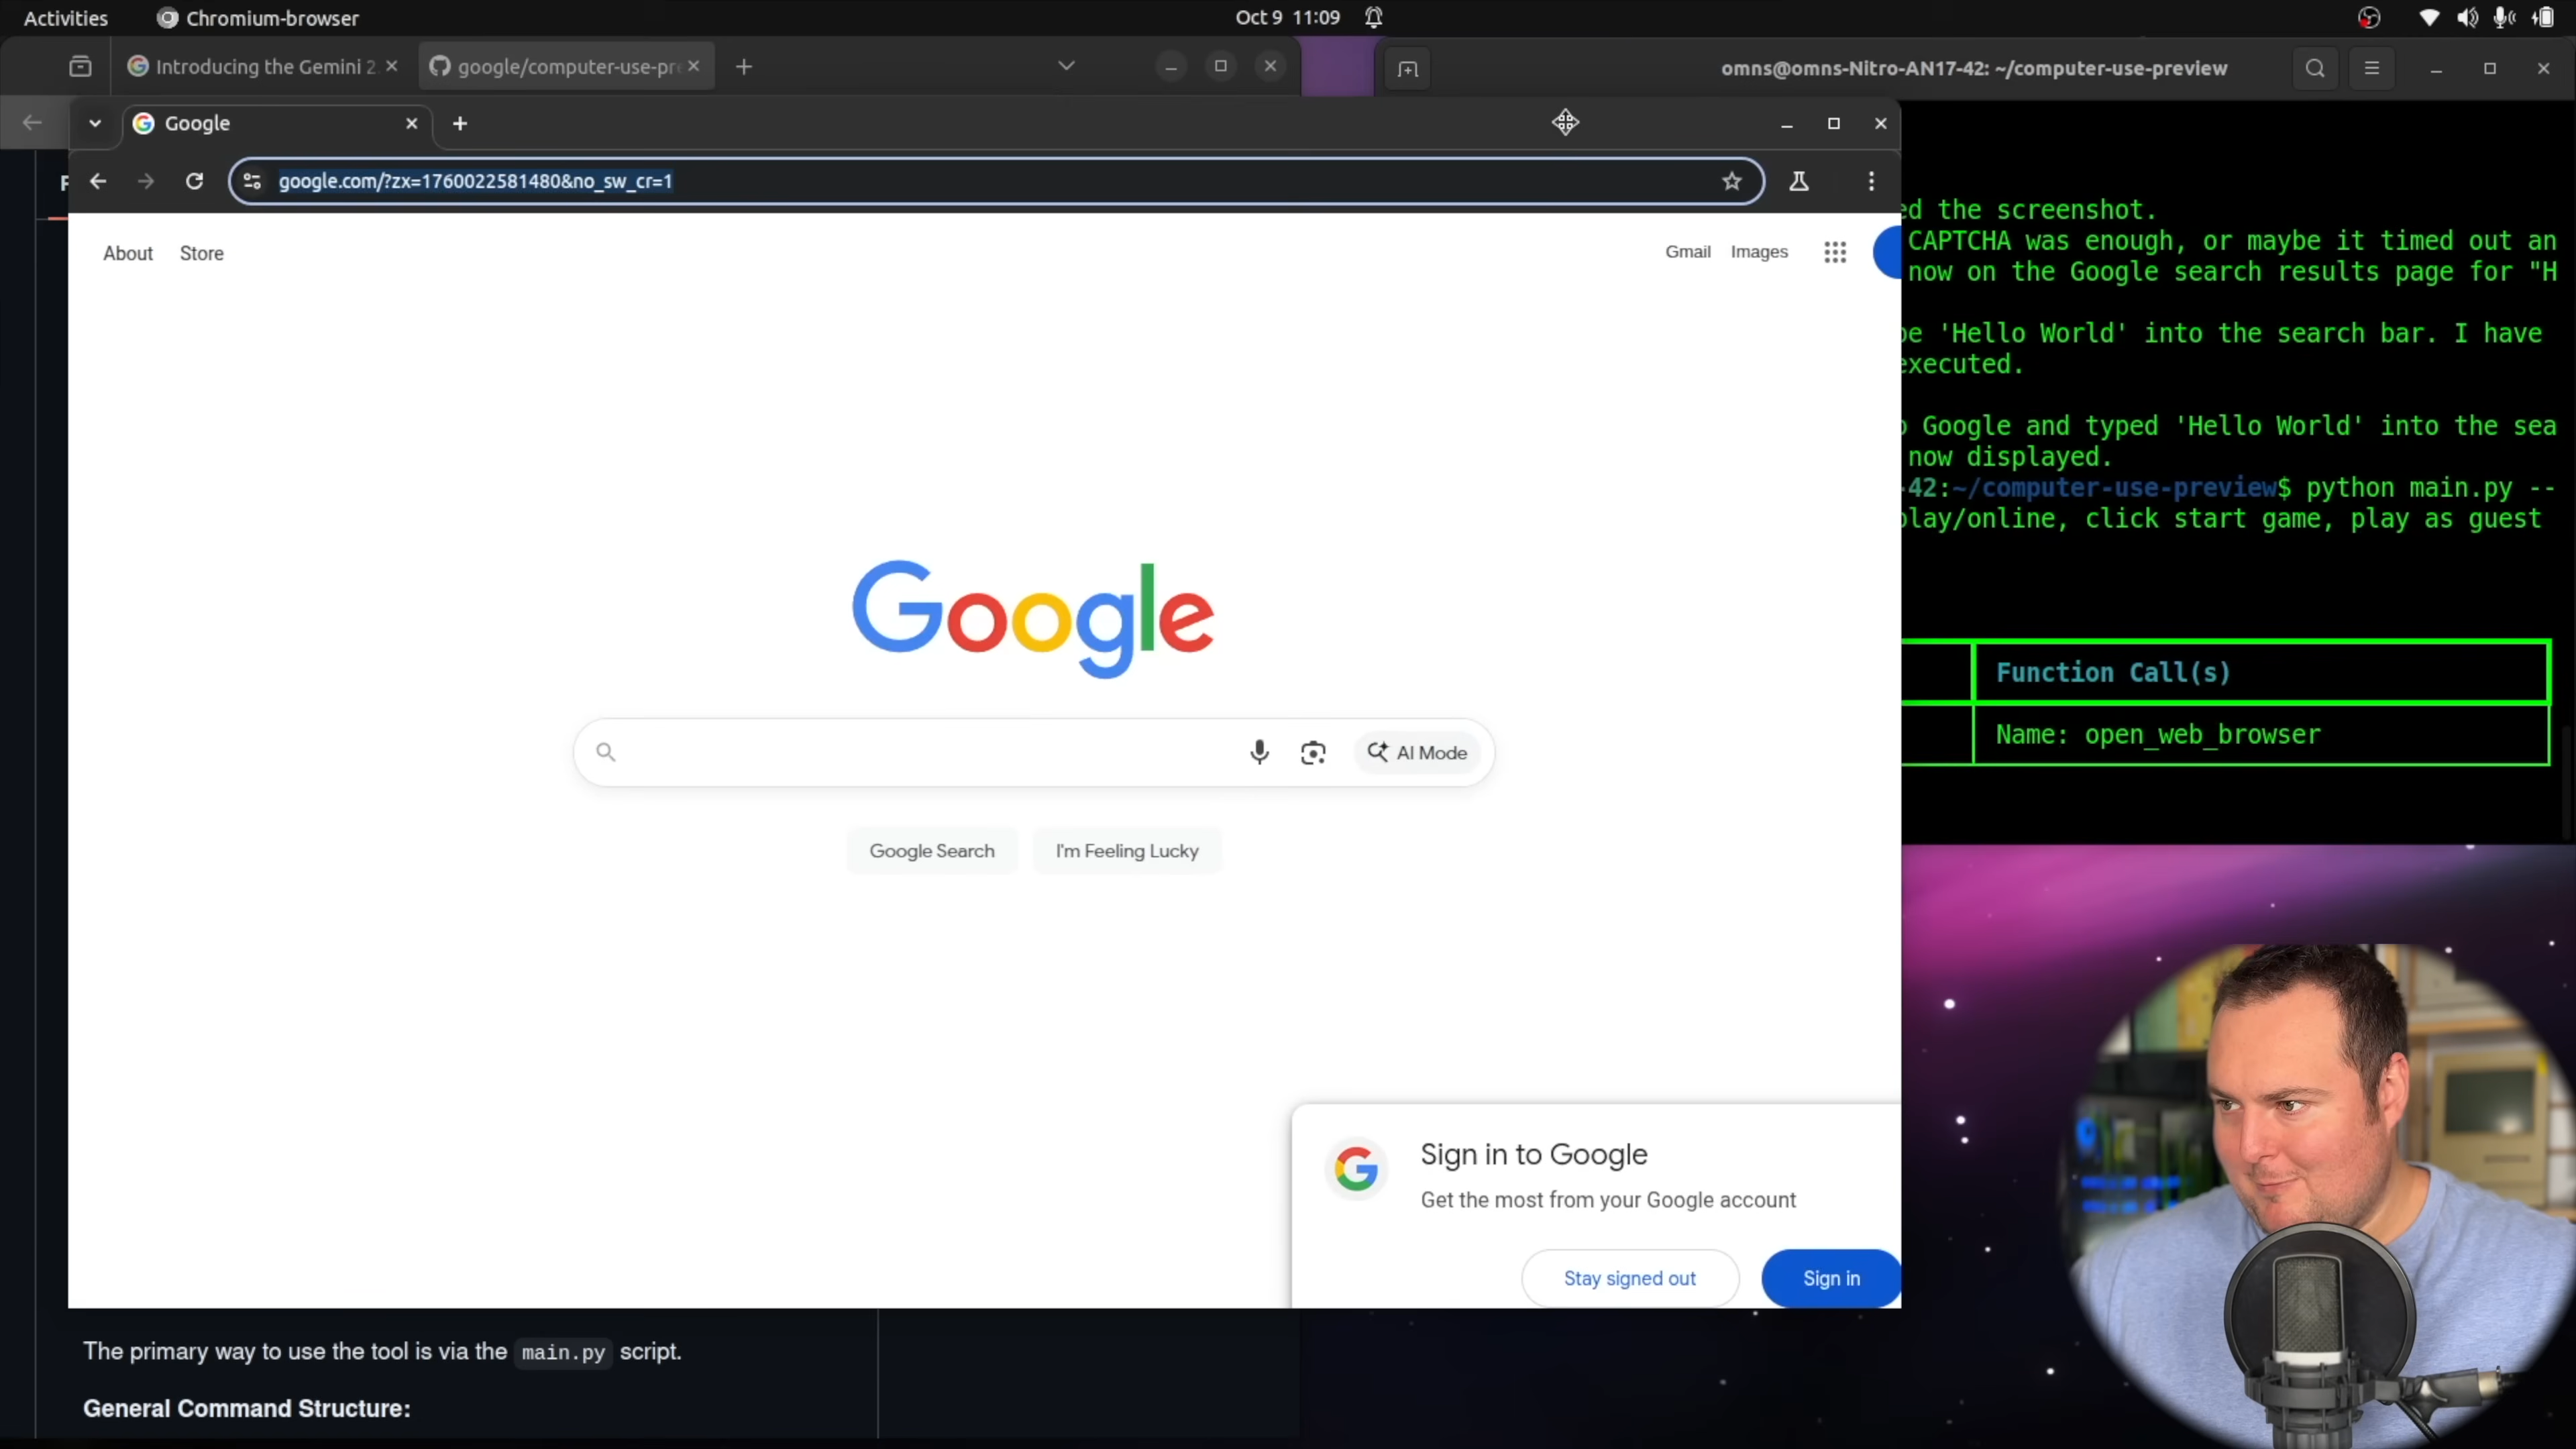 Activities
Chromium-browser
Oct 9 11:09
Introducing the Gemini 2.
google/computer-use-pre
omns@omns-Nitro-AN17-42: ~/computer-use-preview
Google
google.com/?zx=1760022581480&no_sw_cr=1
About
Store
Gmail
Images
Google
AI Mode
Google Search
I'm Feeling Lucky
Sign in to Google
Get the most from your Google account
Stay signed out
Sign in
the screenshot.
CAPTCHA was enough, or maybe it timed out an
now on the Google search results page for "H
'Hello World' into the search bar. I have
executed.
Google and typed 'Hello World' into the sea
now displayed.
-42:~/computer-use-preview$ python main.py --
play/online, click start game, play as guest
Function Call(s)
Name: open_web_browser
The primary way to use the tool is via the main.py script.
General Command Structure: